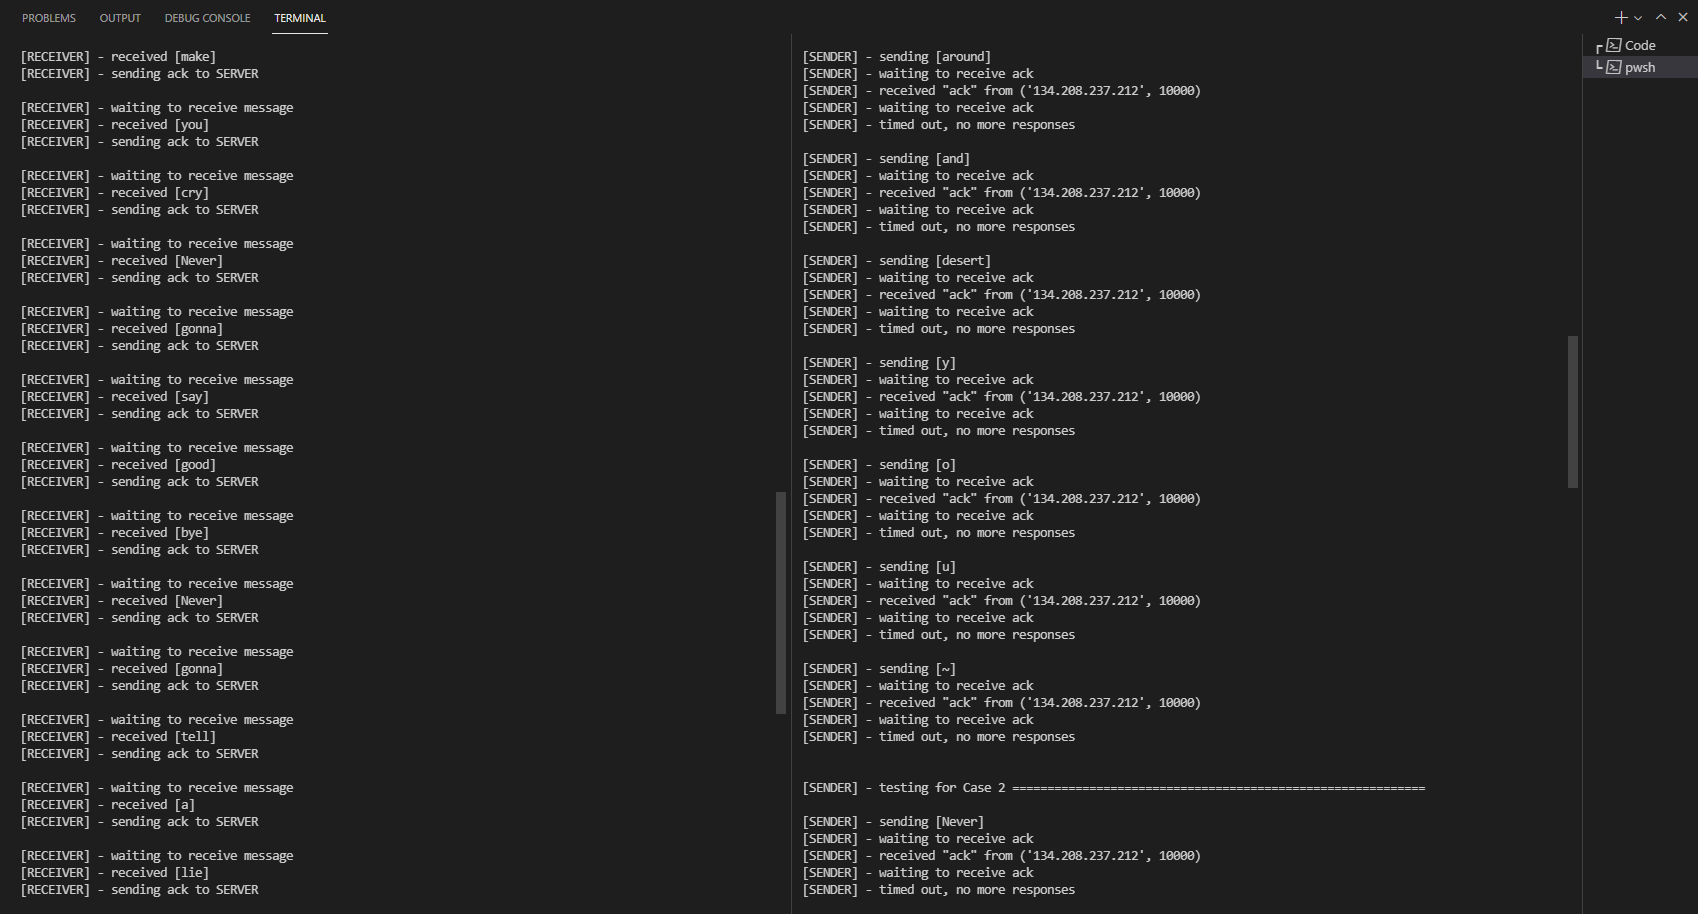 PROBLEMS OUTPUT DEBUG CONSOLE TERMINAL
[RECEIVER] - received [make]
[RECEIVER] - sending ack to SERVER
[RECEIVER] - waiting to receive message
[RECEIVER] - received [you]
[RECEIVER] - sending ack to SERVER
[RECEIVER] - waiting to receive message
[RECEIVER] - received [cry]
[RECEIVER] - sending ack to SERVER
[RECEIVER] - waiting to receive message
[RECEIVER] - received [Never]
[RECEIVER] - sending ack to SERVER
[RECEIVER] - waiting to receive message
[RECEIVER] - received [gonna]
[RECEIVER] - sending ack to SERVER
[RECEIVER] - waiting to receive message
[RECEIVER] - received [say]
[RECEIVER] - sending ack to SERVER
[RECEIVER] - waiting to receive message
[RECEIVER] - received [good]
[RECEIVER] - sending ack to SERVER
[RECEIVER] - waiting to receive message
[RECEIVER] - received [bye]
[RECEIVER] - sending ack to SERVER
[RECEIVER] - waiting to receive message
[RECEIVER] - received [Never]
[RECEIVER] - sending ack to SERVER
[RECEIVER] - waiting to receive message
[RECEIVER] - received [gonna]
[RECEIVER] - sending ack to SERVER
[RECEIVER] - waiting to receive message
[RECEIVER] - received [tell]
[RECEIVER] - sending ack to SERVER
[RECEIVER] - waiting to receive message
[RECEIVER] - received [a]
[RECEIVER] - sending ack to SERVER
[RECEIVER] - waiting to receive message
[RECEIVER] - received [lie]
[RECEIVER] - sending ack to SERVER
[SENDER] - sending [around]
[SENDER] - waiting to receive ack
[SENDER] - received "ack" from ('134.208.237.212', 10000)
[SENDER] - waiting to receive ack
[SENDER] - timed out, no more responses
[SENDER] - sending [and]
[SENDER] - waiting to receive ack
[SENDER] - received "ack" from ('134.208.237.212', 10000)
[SENDER] - waiting to receive ack
[SENDER] - timed out, no more responses
[SENDER] - sending [desert]
[SENDER] - waiting to receive ack
[SENDER] - received "ack" from ('134.208.237.212', 10000)
[SENDER] - waiting to receive ack
[SENDER] - timed out, no more responses
[SENDER] - sending [y]
[SENDER] - waiting to receive ack
[SENDER] - received "ack" from ('134.208.237.212', 10000)
[SENDER] - waiting to receive ack
[SENDER] - timed out, no more responses
[SENDER] - sending [o]
[SENDER] - waiting to receive ack
[SENDER] - received "ack" from ('134.208.237.212', 10000)
[SENDER] - waiting to receive ack
[SENDER] - timed out, no more responses
[SENDER] - sending [u]
[SENDER] - waiting to receive ack
[SENDER] - received "ack" from ('134.208.237.212', 10000)
[SENDER] - waiting to receive ack
[SENDER] - timed out, no more responses
[SENDER] - sending [~]
[SENDER] - waiting to receive ack
[SENDER] - received "ack" from ('134.208.237.212', 10000)
[SENDER] - waiting to receive ack
[SENDER] - timed out, no more responses
[SENDER] - testing for Case 2 ===========================================================
[SENDER] - sending [Never]
[SENDER] - waiting to receive ack
[SENDER] - received "ack" from ('134.208.237.212', 10000)
[SENDER] - waiting to receive ack
[SENDER] - timed out, no more responses
Code
pwsh